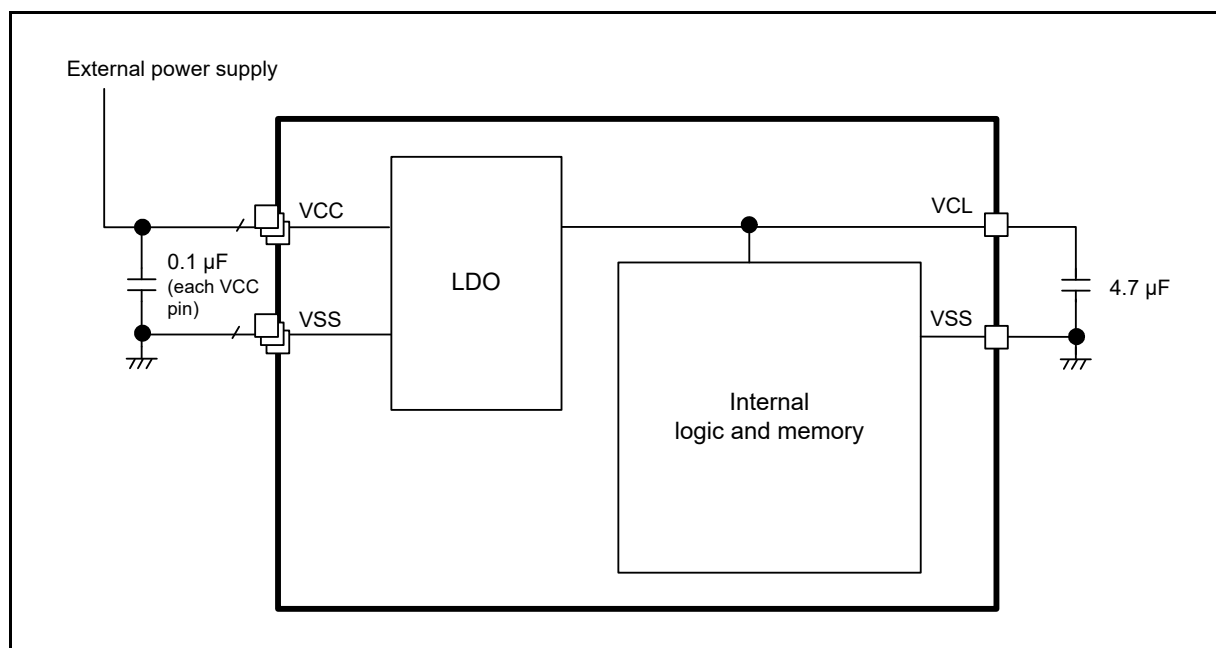 External power supply
VCC
VCL
0.1 µF
(each VCC
pin)
LDO
4.7 µF
VSS
VSS
Internal
logic and memory